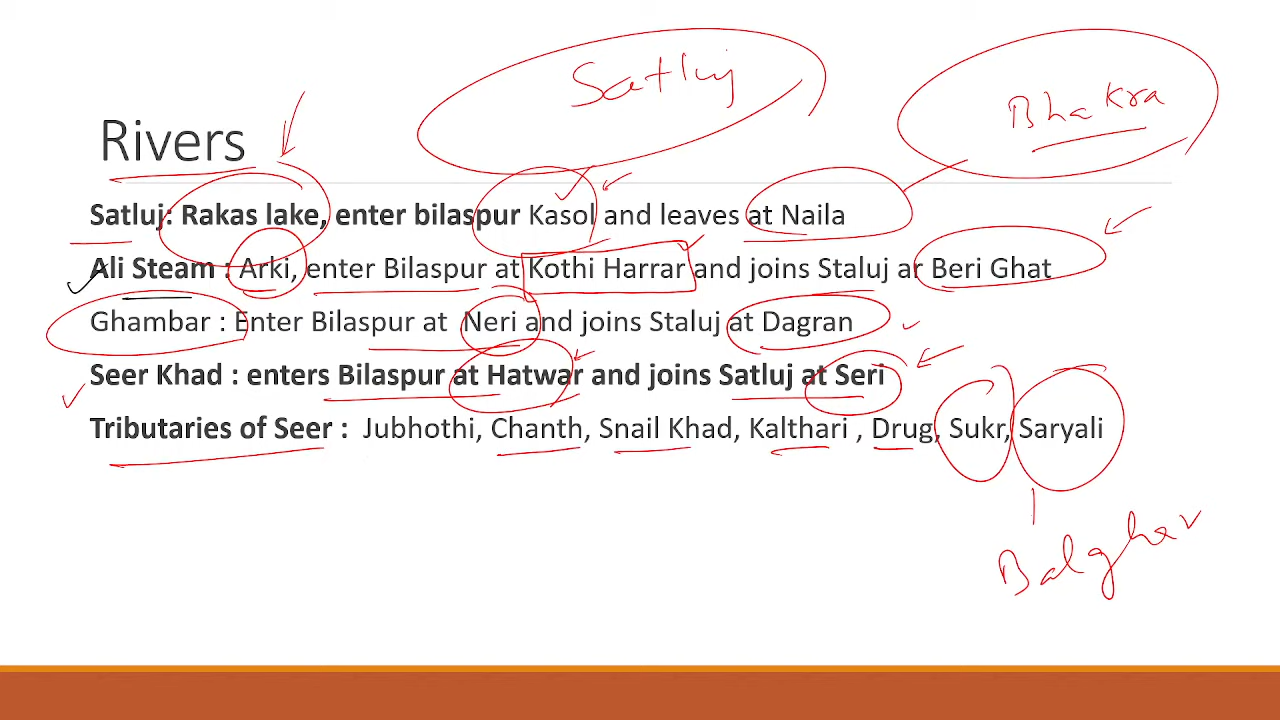 Satluj
Bhakra
Rivers
Satluj: Rakas lake, enter bilaspur Kasol and leaves at Naila
Ali Steam : Arki, enter Bilaspur at Kothi Harrar and joins Staluj ar Beri Ghat
Ghambar : Enter Bilaspur at Neri and joins Staluj at Dagran
Seer Khad : enters Bilaspur at Hatwar and joins Satluj at Seri
Tributaries of Seer : Jubhothi, Chanth, Snail Khad, Kalthari , Drug, Sukr, Saryali
Balghar